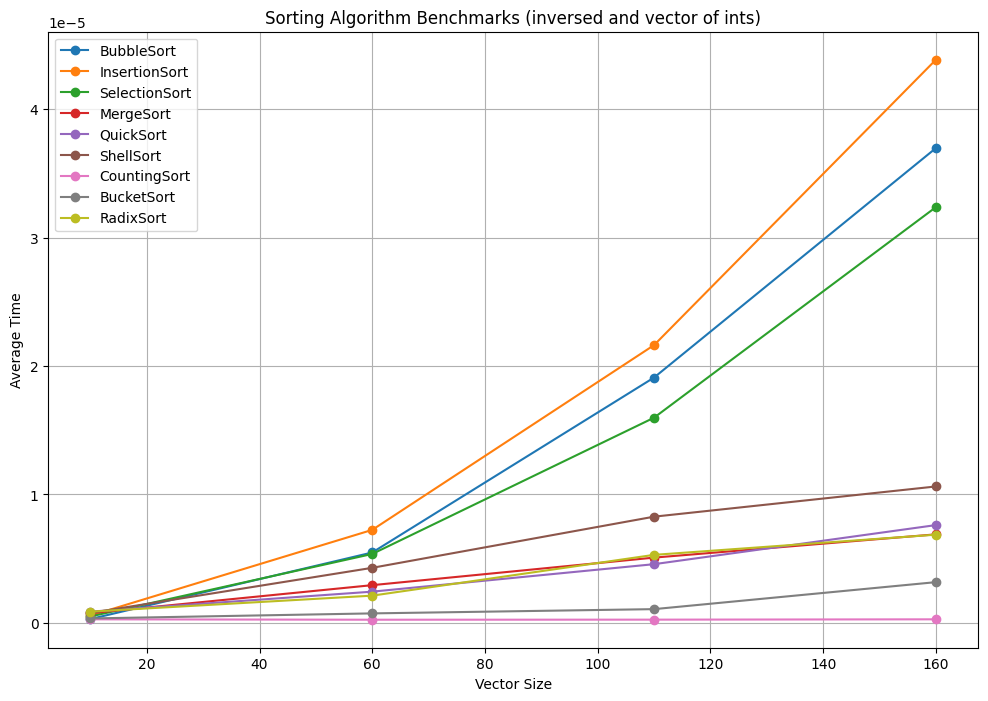 Sorting Algorithm Benchmarks (inversed and vector of ints)
1e−5
BubbleSort
InsertionSort
SelectionSort
MergeSort
QuickSort
ShellSort
CountingSort
BucketSort
RadixSort
4
3
2
1
0
Average Time
20 40 60 80 100 120 140 160
Vector Size